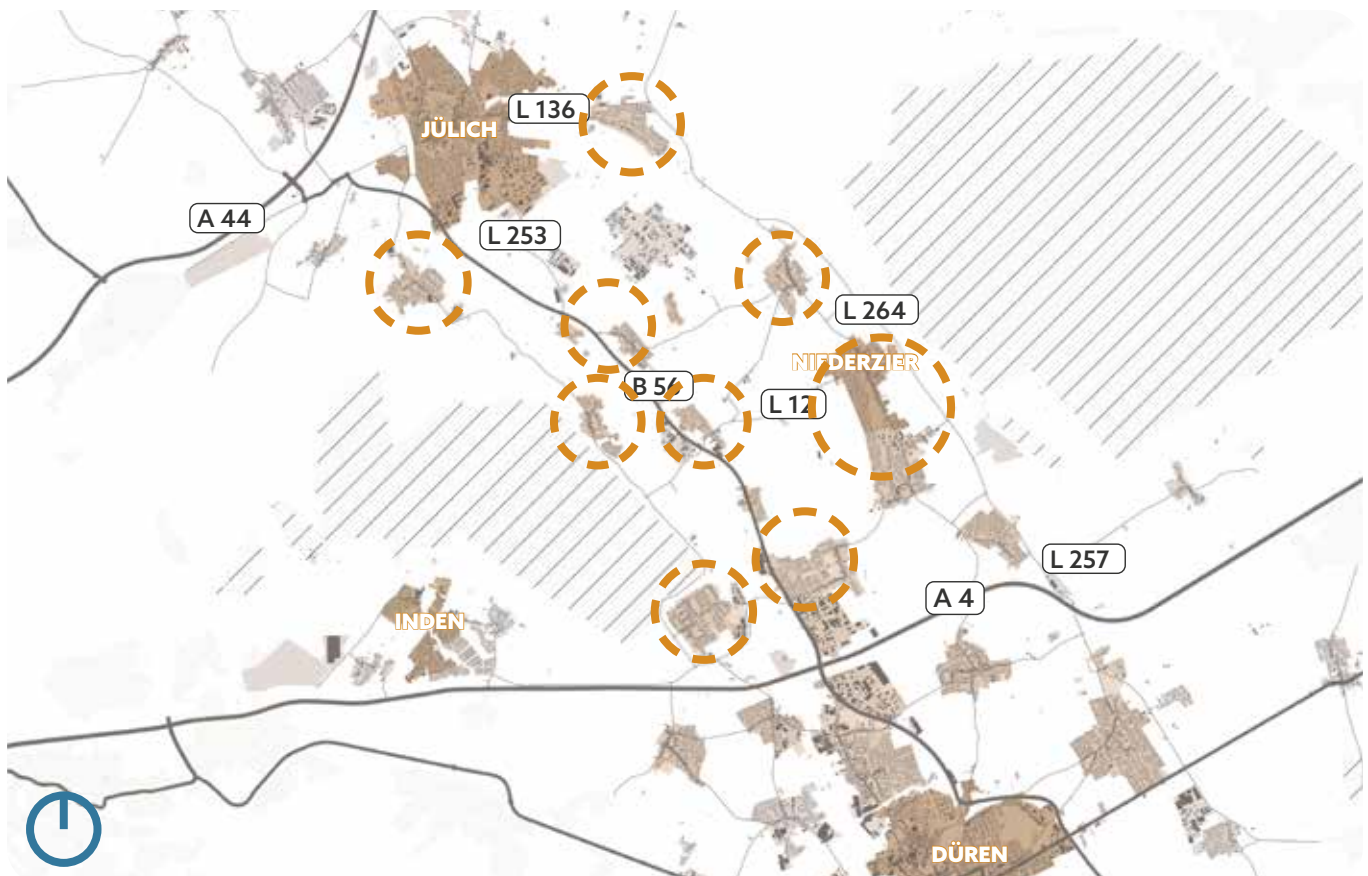 L 136
JÜLICH
A 44
L 253
L 264
NIEDERZIER
B 56
L 12
L 257
A 4
INDEN
DÜREN